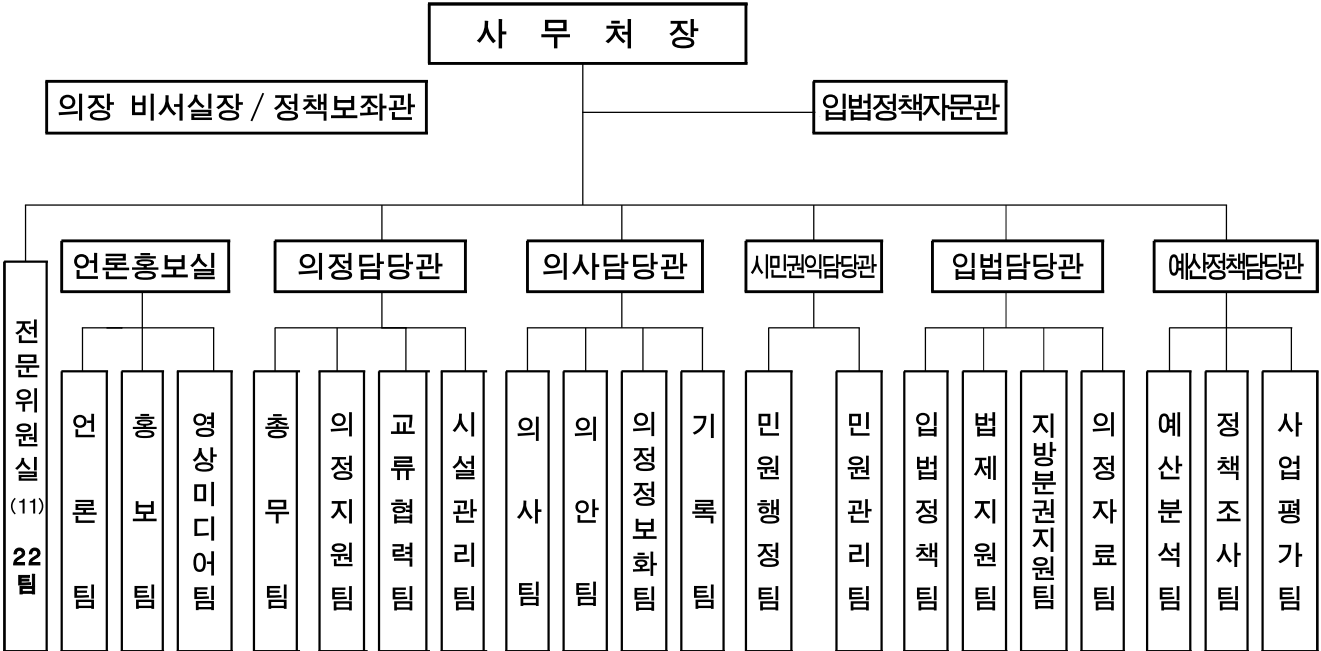 사 무 처 장
의장 비서실장 / 정책보좌관
입법정책자문관
언론홍보실
의정담당관
의사담당관
시민권익담당관
입법담당관
예산정책담당관
전문위원실
(11)
22
팀
언론팀
홍보팀
영상미디어팀
총무팀
의정지원팀
교류협력팀
시설관리팀
의사팀
의안팀
의정정보화팀
기록팀
민원행정팀
민원관리팀
입법정책팀
법제지원팀
지방분권지원팀
의정자료팀
예산분석팀
정책조사팀
사업평가팀